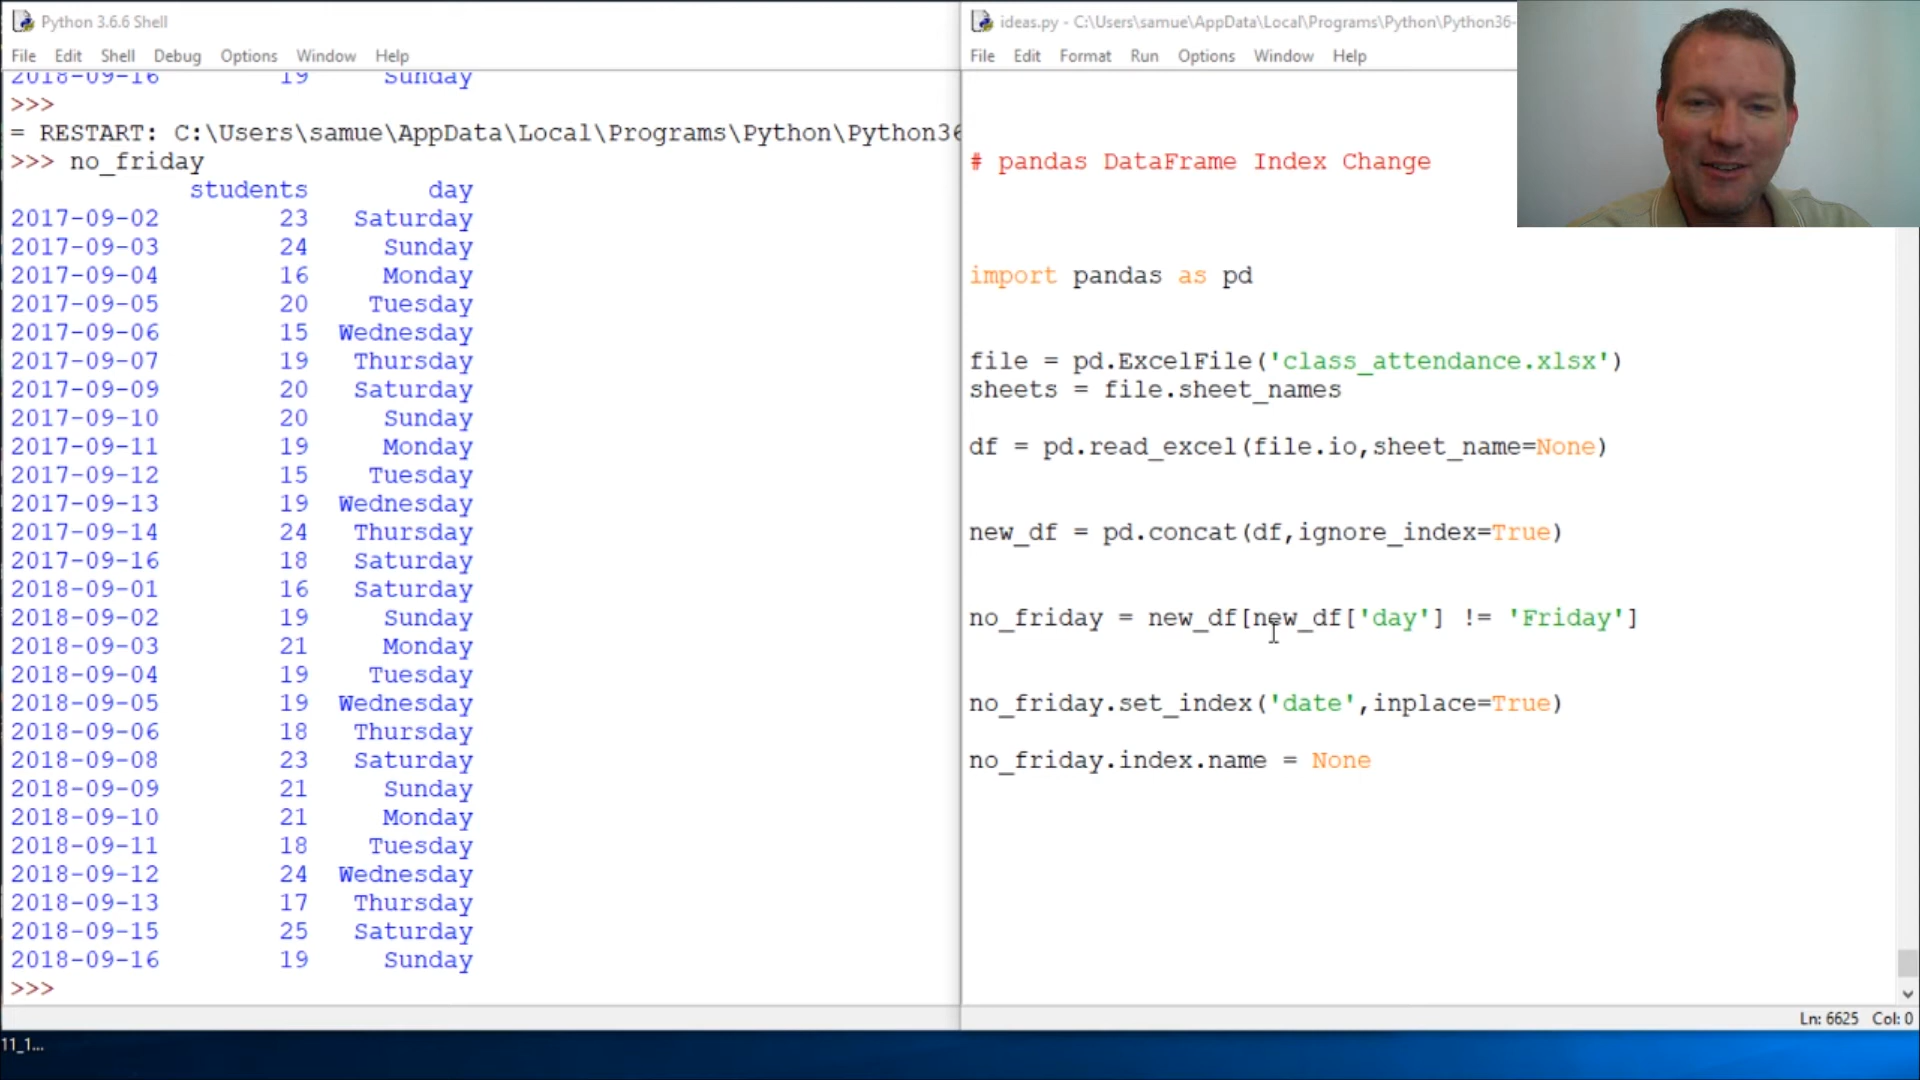 Python 3.6.6 Shell
File Edit Shell Debug Options Window Help
2018-09-16 19 Sunday
>>>
= RESTART: C:\Users\samue\AppData\Local\Programs\Python\Python36
>>> no_friday
students day
2017-09-02 23 Saturday
2017-09-03 24 Sunday
2017-09-04 16 Monday
2017-09-05 20 Tuesday
2017-09-06 15 Wednesday
2017-09-07 19 Thursday
2017-09-09 20 Saturday
2017-09-10 20 Sunday
2017-09-11 19 Monday
2017-09-12 15 Tuesday
2017-09-13 19 Wednesday
2017-09-14 24 Thursday
2017-09-16 18 Saturday
2018-09-01 16 Saturday
2018-09-02 19 Sunday
2018-09-03 21 Monday
2018-09-04 19 Tuesday
2018-09-05 19 Wednesday
2018-09-06 18 Thursday
2018-09-08 23 Saturday
2018-09-09 21 Sunday
2018-09-10 21 Monday
2018-09-11 18 Tuesday
2018-09-12 24 Wednesday
2018-09-13 17 Thursday
2018-09-15 25 Saturday
2018-09-16 19 Sunday
>>>
ideas.py - C:\Users\samue\AppData\Local\Programs\Python\Python36-
File Edit Format Run Options Window Help
# pandas DataFrame Index Change
import pandas as pd
file = pd.ExcelFile('class_attendance.xlsx')
sheets = file.sheet_names
df = pd.read_excel(file.io,sheet_name=None)
new_df = pd.concat(df,ignore_index=True)
no_friday = new_df[new_df['day'] != 'Friday']
no_friday.set_index('date',inplace=True)
no_friday.index.name = None
Ln: 6625 Col: 0
11_1...